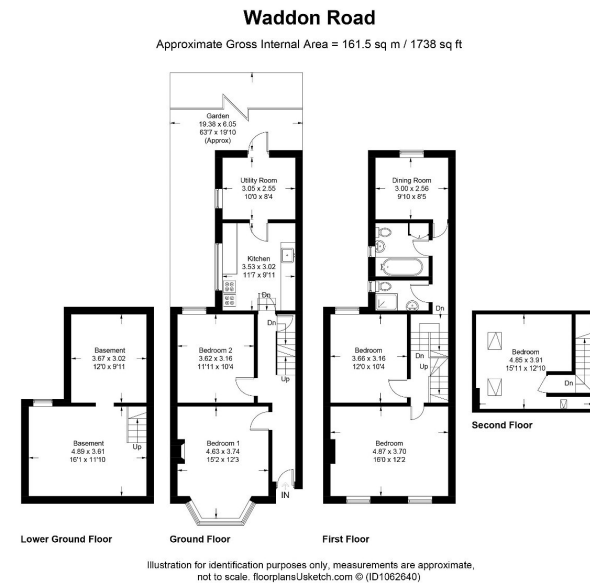 Waddon Road
Approximate Gross Internal Area = 161.5 sq m / 1738 sq ft
Garden
19.38 x 6.05
63'7 x 19'10
(Approx)
Utility Room
3.05 x 2.55
10'0 x 8'4
Dining Room
3.00 x 2.56
9'10 x 8'5
Kitchen
3.53 x 3.02
11'7 x 9'11
Dn
Dn
Up
Dn
Dn
Up
Basement
3.67 x 3.02
12'0 x 9'11
Bedroom 2
3.62 x 3.16
11'11 x 10'4
Bedroom
3.66 x 3.16
12'0 x 10'4
Bedroom
4.85 x 3.91
15'11 x 12'10
Dn
Second Floor
Basement
4.89 x 3.61
16'1 x 11'10
Up
Bedroom 1
4.63 x 3.74
15'2 x 12'3
IN
Bedroom
4.87 x 3.70
16'0 x 12'2
Lower Ground Floor
Ground Floor
First Floor
Illustration for identification purposes only, measurements are approximate,
not to scale. floorplansUsketch.com © (ID1062640)